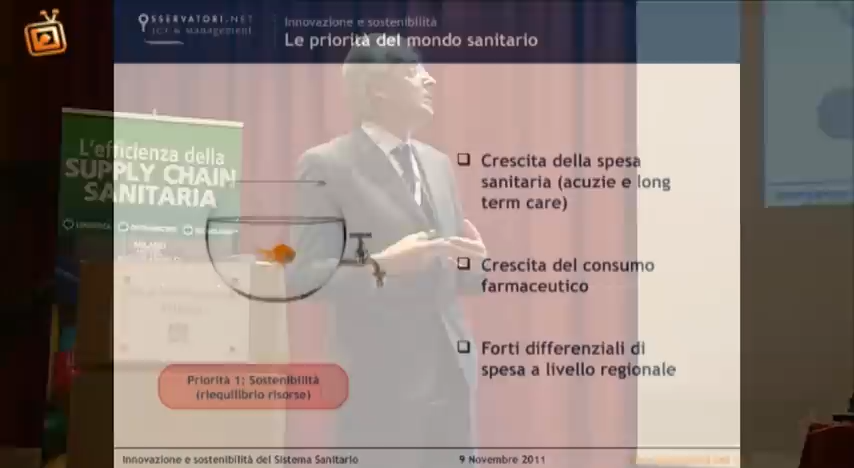 OSSERVATORI.NET
ICT & Management
Innovazione e sostenibilità
Le priorità del mondo sanitario
L'efficienza della
SUPPLY CHAIN
SANITARIA
MILANO
❑ Crescita della spesa
sanitaria (acuzie e long
term care)
❑ Crescita del consumo
farmaceutico
❑ Forti differenziali di
spesa a livello regionale
Priorità 1: Sostenibilità
(riequilibrio risorse)
Innovazione e sostenibilità del Sistema Sanitario
9 Novembre 2011